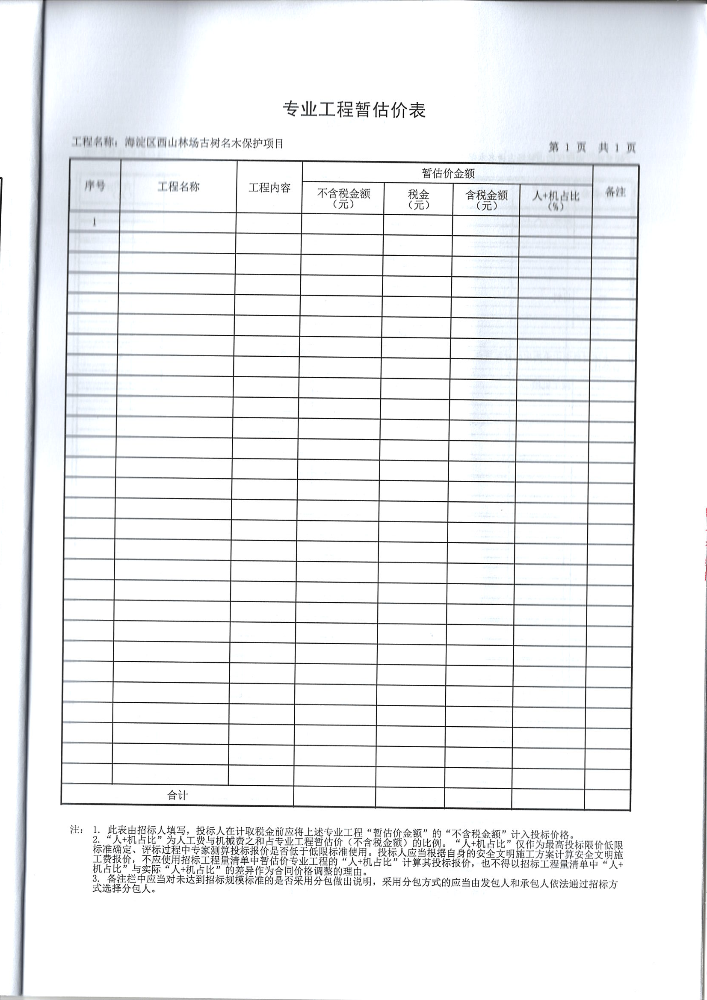 专业工程暂估价表
工程名称：海淀区西山林场古树名木保护项目
第 1 页 共 1 页
序号
工程名称
工程内容
暂估价金额
备注
不含税金额
（元）
税金
（元）
含税金额
（元）
人+机占比
（%）
1
合计
注： 1. 此表由招标人填写，投标人在计取税金前应将上述专业工程“暂估价金额”的“不含税金额”计入投标价格。
2. “人+机占比”为人工费与机械费之和占专业工程暂估价（不含税金额）的比例。“人+机占比”仅作为最高投标限价低限
标准确定、评标过程中专家测算投标报价是否低于低限标准使用。投标人应当根据自身的安全文明施工方案计算安全文明施
工费报价，不应使用招标工程量清单中暂估价专业工程的“人+机占比”计算其投标报价，也不得以招标工程量清单中“人+
机占比”与实际“人+机占比”的差异作为合同价格调整的理由。
3. 备注栏中应当对未达到招标规模标准的是否采用分包做出说明，采用分包方式的应当由发包人和承包人依法通过招标方
式选择分包人。